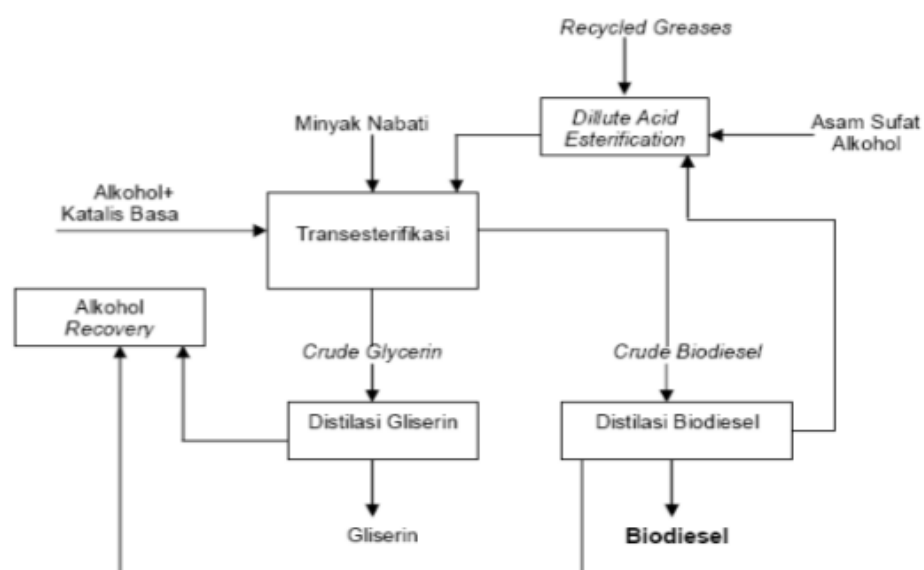 Recycled Greases
Minyak Nabati
Dillute Acid
Esterification
Asam Sufat
Alkohol
Alkohol+
Katalis Basa
Transesterifikasi
Alkohol
Recovery
Crude Glycerin
Crude Biodiesel
Distilasi Gliserin
Distilasi Biodiesel
Gliserin
Biodiesel